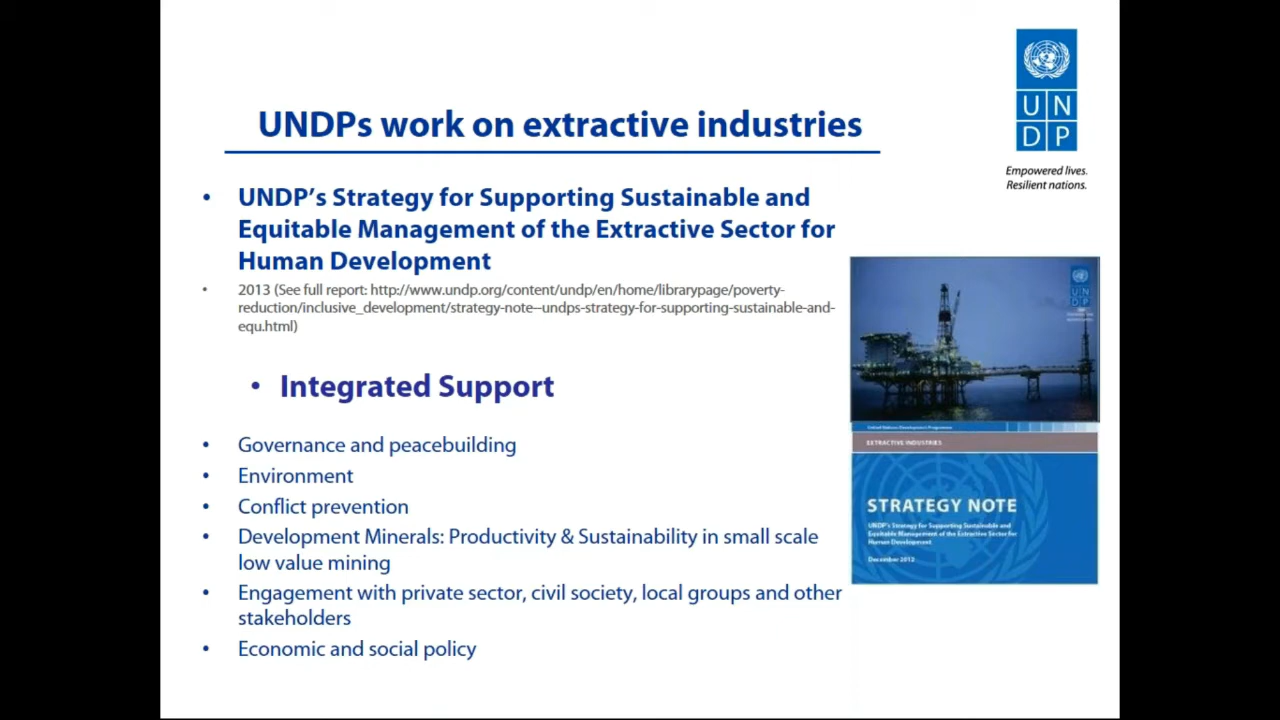 UNDPs work on extractive industries
U N
D P
Empowered lives.
Resilient nations.
• UNDP’s Strategy for Supporting Sustainable and
Equitable Management of the Extractive Sector for
Human Development
• 2013 (See full report: http://www.undp.org/content/undp/en/home/librarypage/poverty-
reduction/inclusive_development/strategy-note--undps-strategy-for-supporting-sustainable-and-
equ.html)
• Integrated Support
• Governance and peacebuilding
• Environment
• Conflict prevention
• Development Minerals: Productivity & Sustainability in small scale
low value mining
• Engagement with private sector, civil society, local groups and other
stakeholders
• Economic and social policy
U N
D P
United Nations Development Programme
EXTRACTIVE INDUSTRIES
STRATEGY NOTE
UNDP's Strategy for Supporting Sustainable and
Equitable Management of the Extractive Sector for
Human Development
December 2012